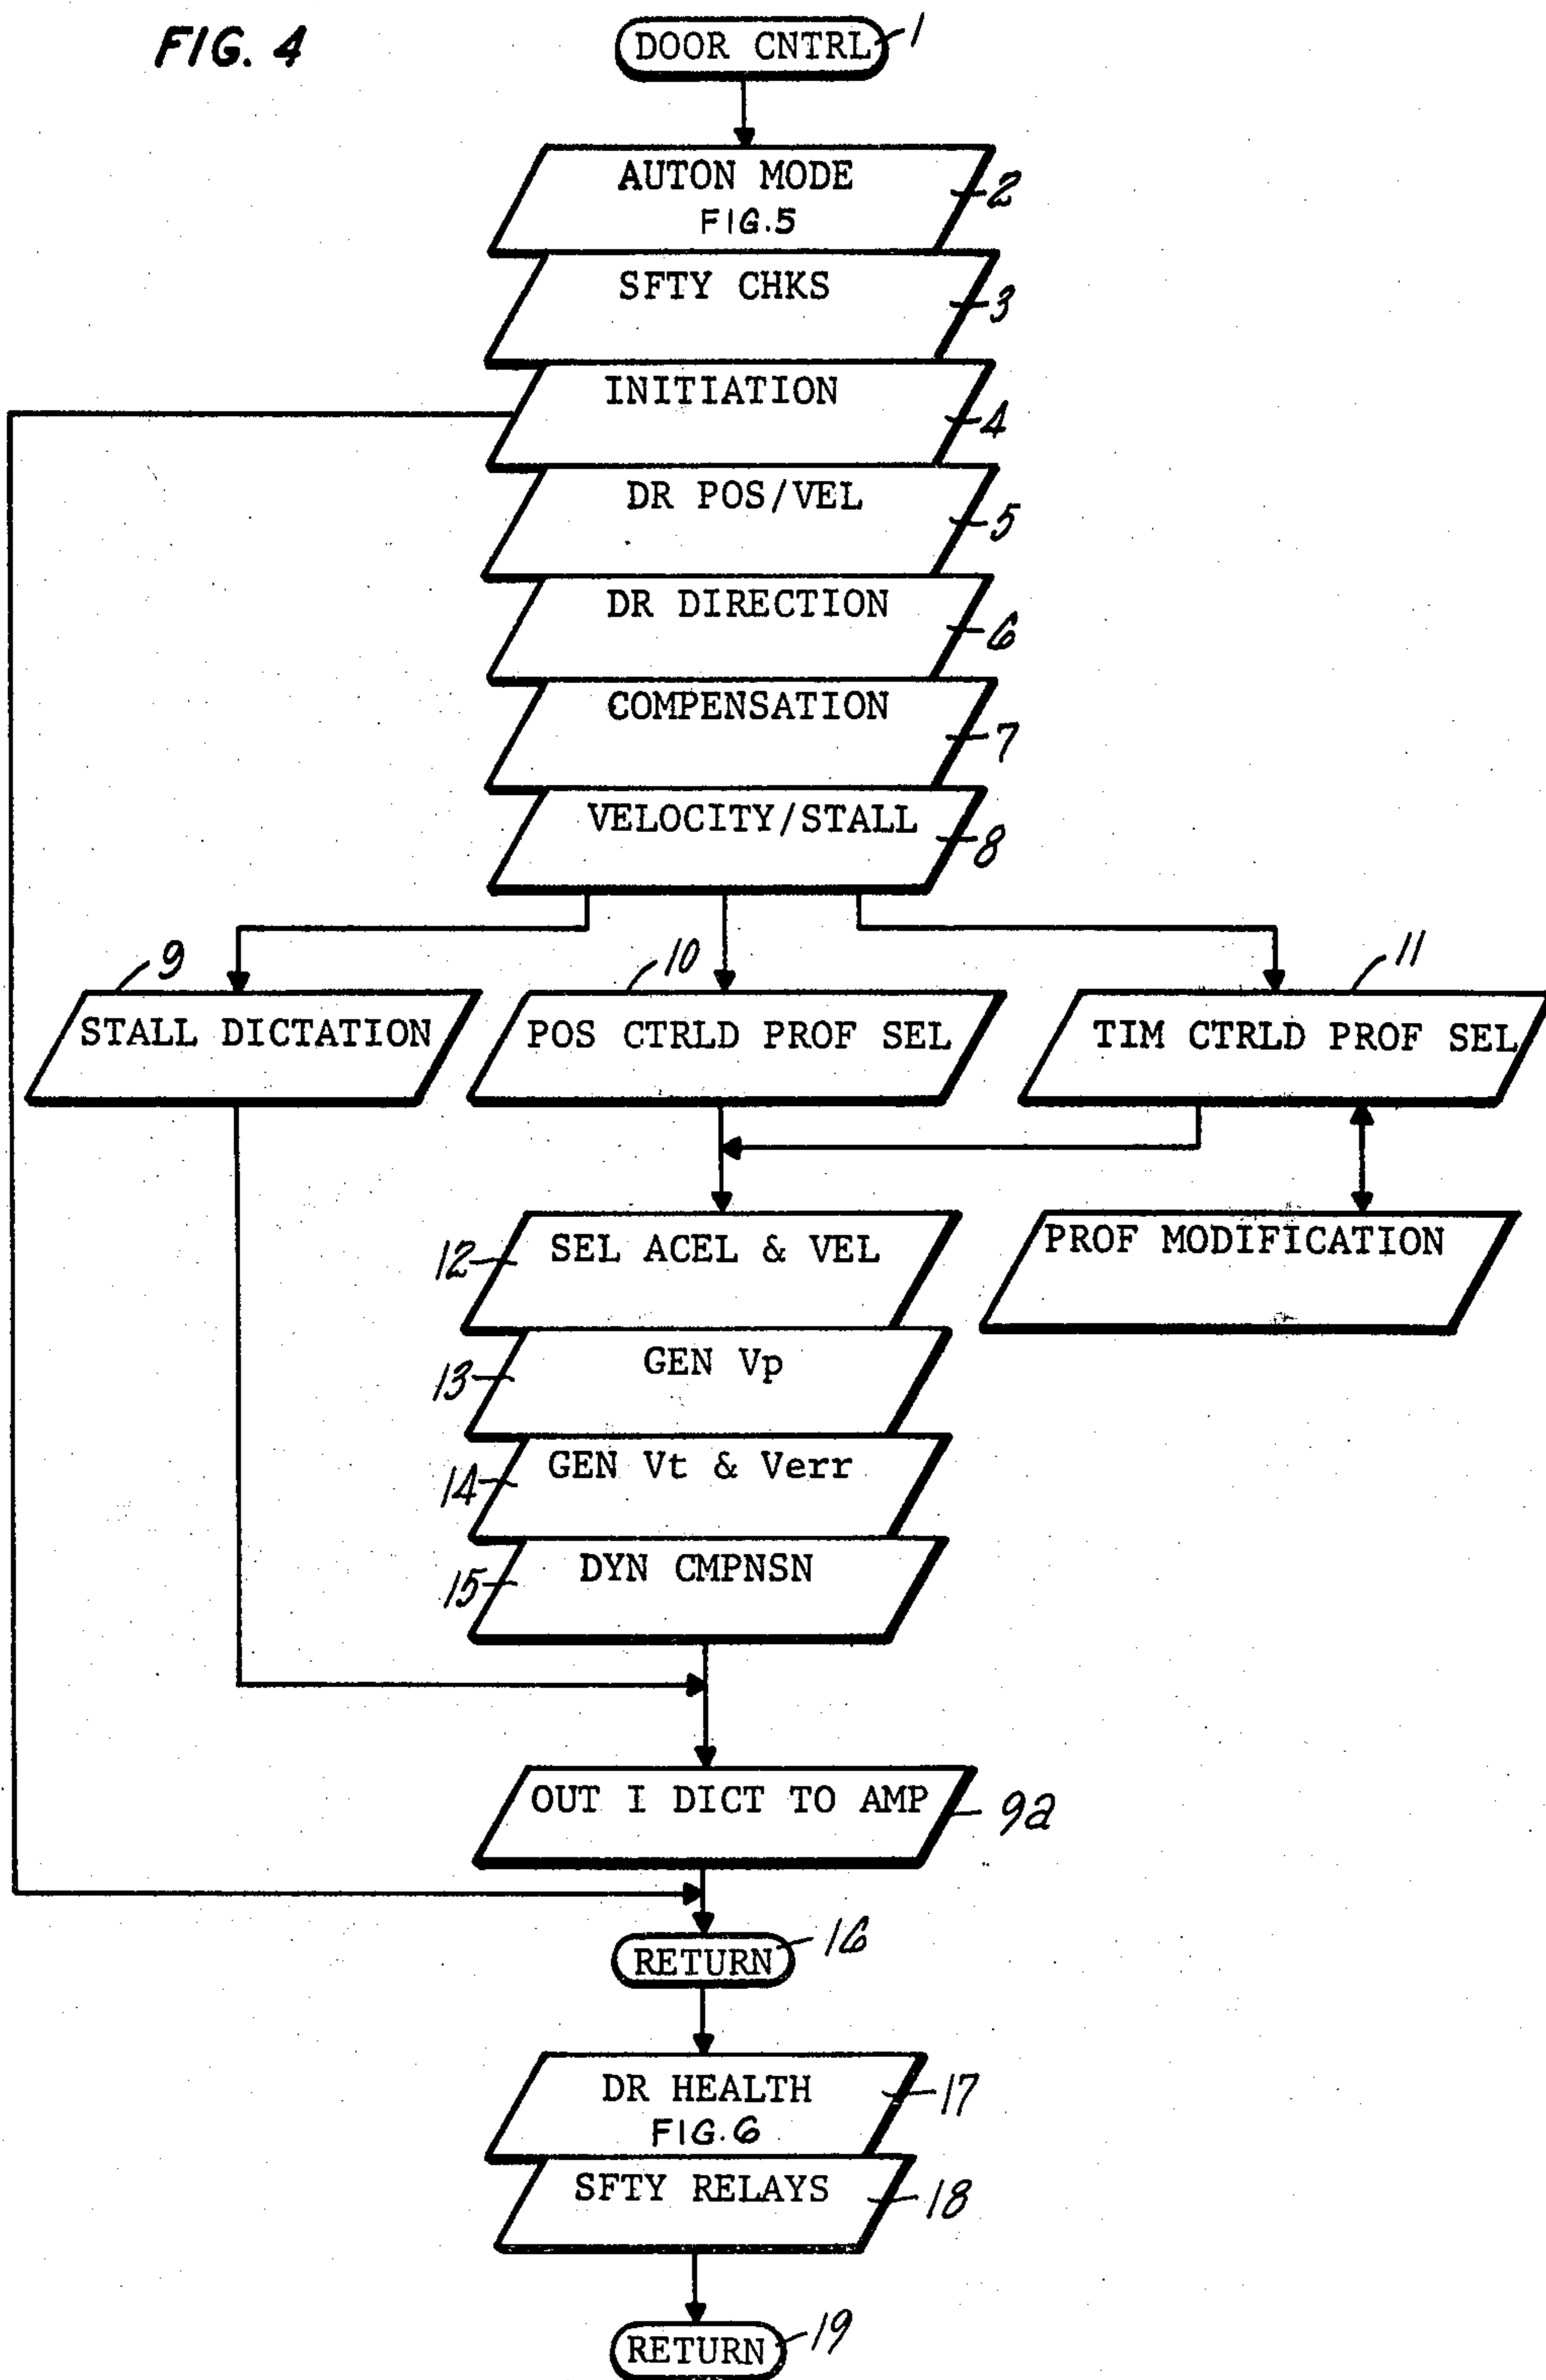 FIG. 4
DOOR CNTRL 1
AUTON MODE
FIG.5
2
SFTY CHKS
3
INITIATION
4
DR POS/VEL
5
DR DIRECTION
6
COMPENSATION
7
VELOCITY/STALL
8
9
10
11
STALL DICTATION
POS CTRLD PROF SEL
TIM CTRLD PROF SEL
12
SEL ACEL & VEL
PROF MODIFICATION
13
GEN Vp
14
GEN Vt & Verr
15
DYN CMPNSN
OUT I DICT TO AMP
9a
RETURN
16
DR HEALTH
FIG.6
17
SFTY RELAYS
18
RETURN
19